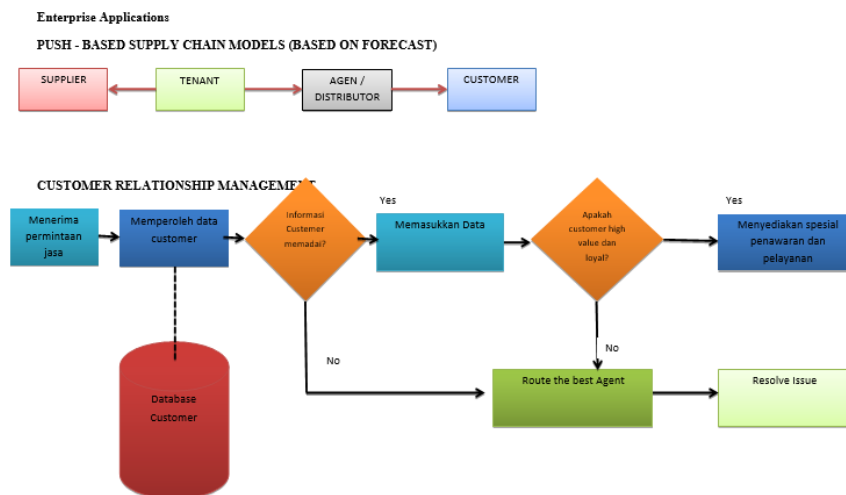 Enterprise Applications
PUSH - BASED SUPPLY CHAIN MODELS (BASED ON FORECAST)
SUPPLIER
TENANT
AGEN /
DISTRIBUTOR
CUSTOMER
CUSTOMER RELATIONSHIP MANAGEMENT
Menerima
permintaan
jasa
Memperoleh data
customer
Informasi
Custemer
memadai?
Yes
Memasukkan Data
Apakah
customer high
value dan
loyal?
Yes
Menyediakan spesial
penawaran dan
pelayanan
No
No
Route the best Agent
Resolve Issue
Database
Customer